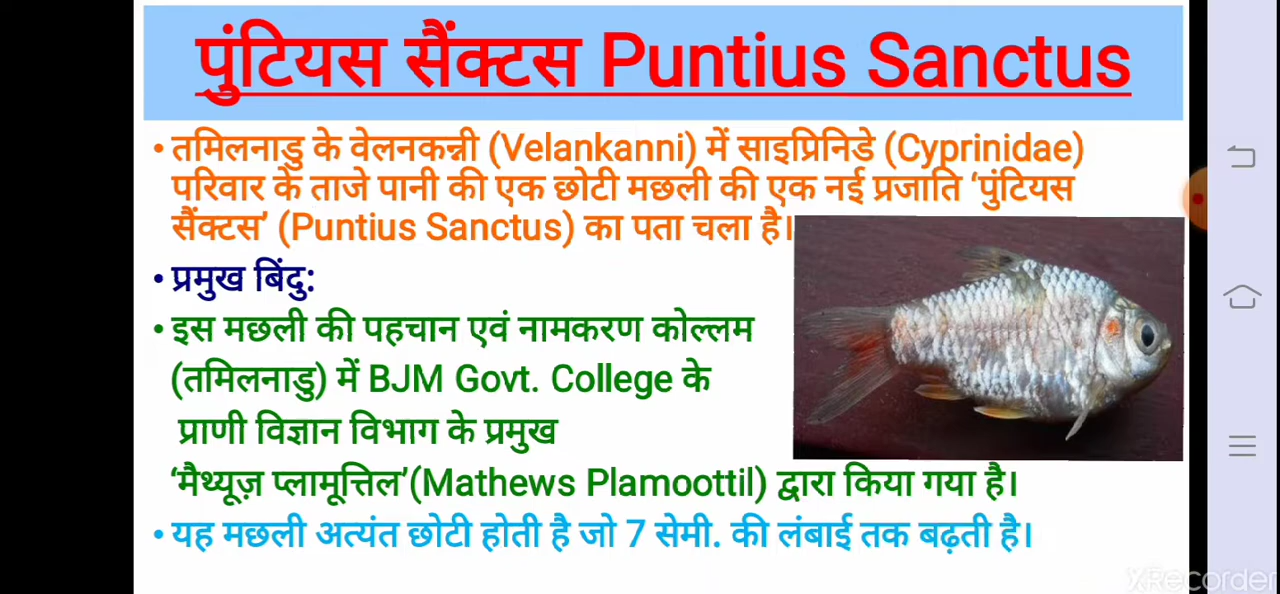 पुंटियस सैंक्टस Puntius Sanctus
• तमिलनाडु के वेलनकन्नी (Velankanni) में साइप्रिनिडे (Cyprinidae)
परिवार के ताजे पानी की एक छोटी मछली की एक नई प्रजाति ‘पुंटियस
सैंक्टस’ (Puntius Sanctus) का पता चला है।
• प्रमुख बिंदु:
• इस मछली की पहचान एवं नामकरण कोल्लम
(तमिलनाडु) में BJM Govt. College के
प्राणी विज्ञान विभाग के प्रमुख
‘मैथ्यूज़ प्लामूत्तिल’(Mathews Plamoottil) द्वारा किया गया है।
• यह मछली अत्यंत छोटी होती है जो 7 सेमी. की लंबाई तक बढ़ती है।
XRecorder